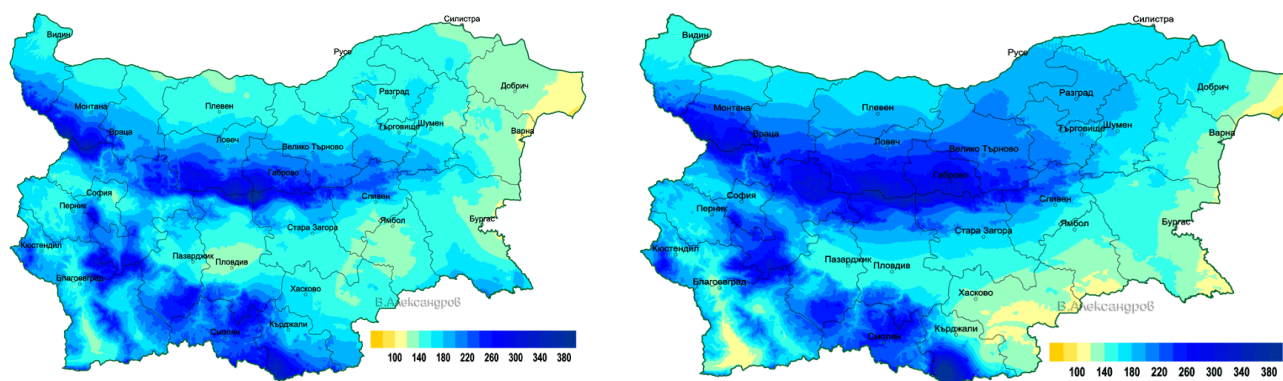 Силистра
Видин
Русе
Добрич
Разград
Монтана
Плевен
Шумен
Търговище
Варна
Враца
Ловеч
Велико Търново
Габрово
София
Сливен
Перник
Ямбол
Бургас
Стара Загора
Кюстендил
Пазарджик
Пловдив
Благоевград
Хасково
В.Александров
Смолян
Кърджали
100 140 180 220 260 300 340 380
Силистра
Видин
Русе
Добрич
Разград
Монтана
Плевен
Шумен
Търговище
Варна
Враца
Ловеч
Велико Търново
Габрово
София
Сливен
Перник
Бургас
Ямбол
Стара Загора
Кюстендил
Пазарджик
Пловдив
Благоевград
Хасково
В.Александров
Смолян
Кърджали
100 140 180 220 260 300 340 380